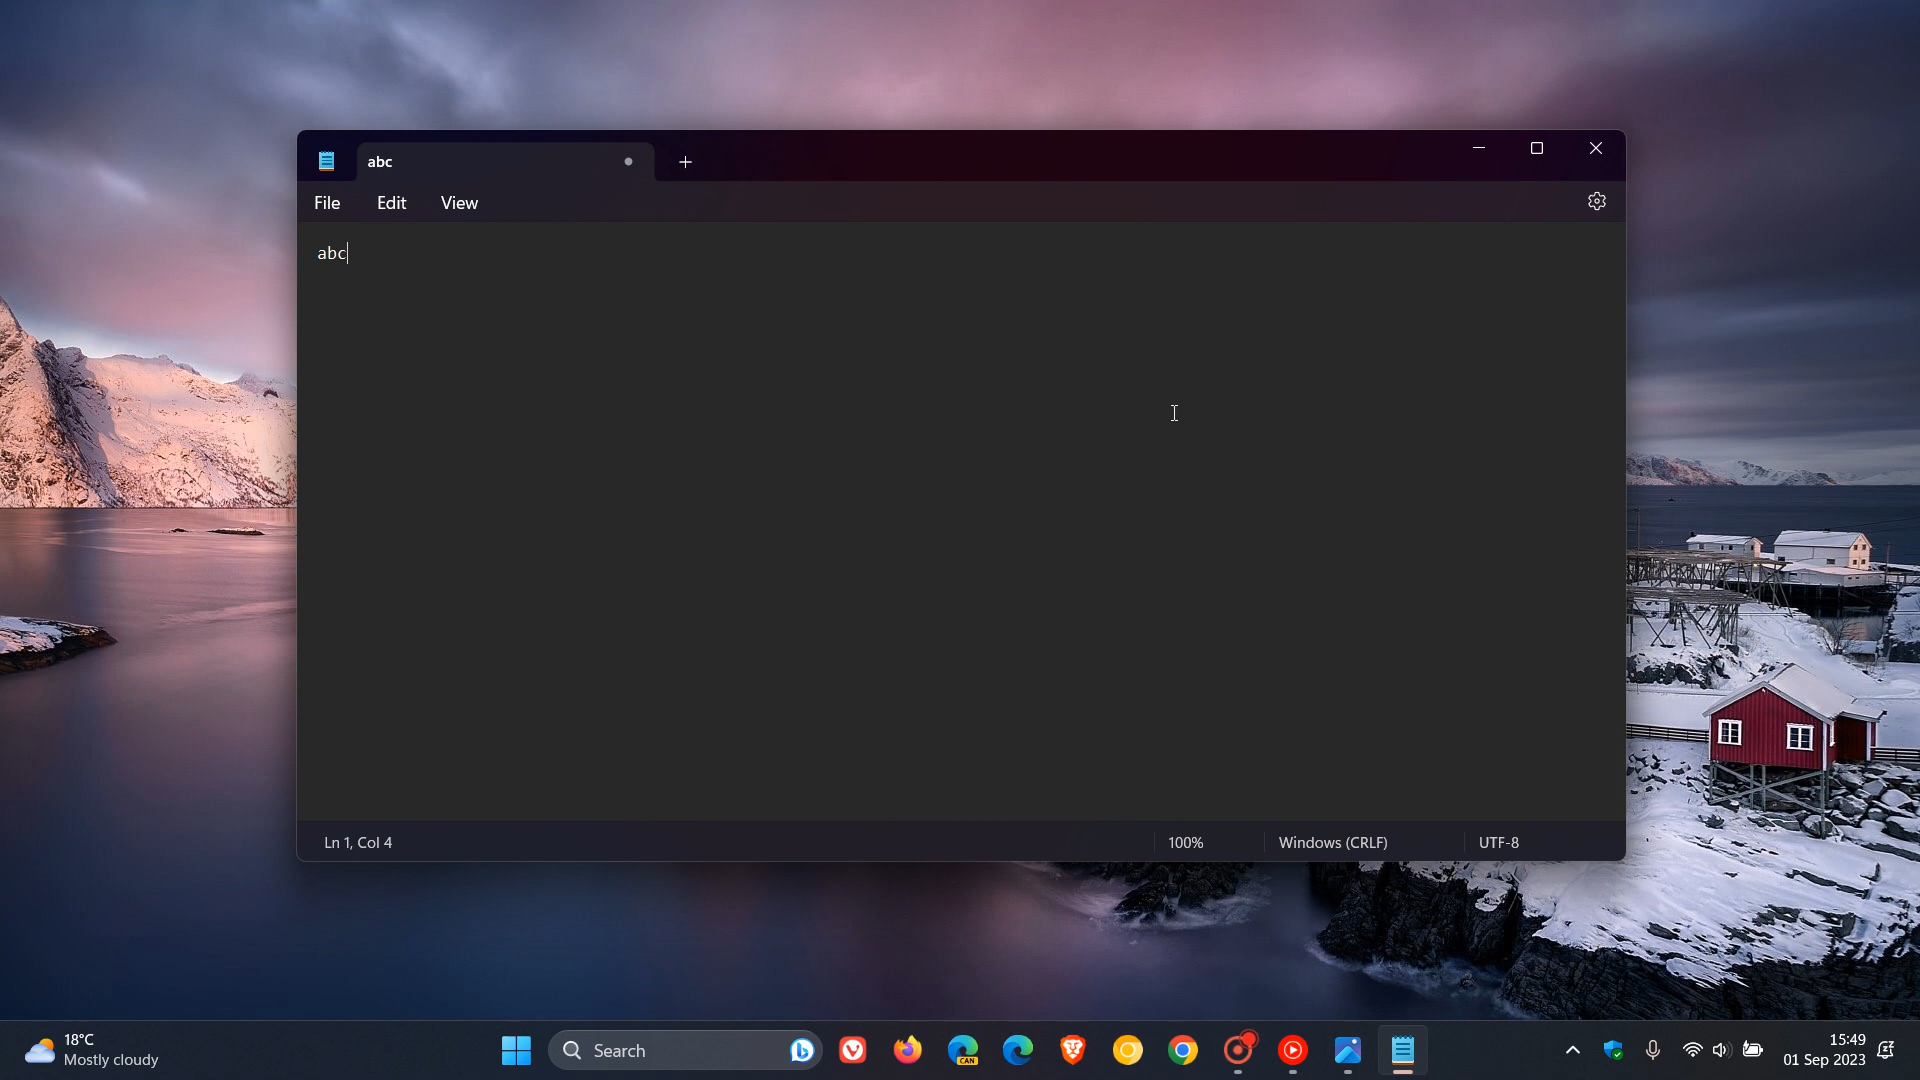 abc
File Edit View
abc
Ln 1, Col 4 100% Windows (CRLF) UTF-8
18°C
Mostly cloudy
Search
CAN
15:49
01 Sep 2023